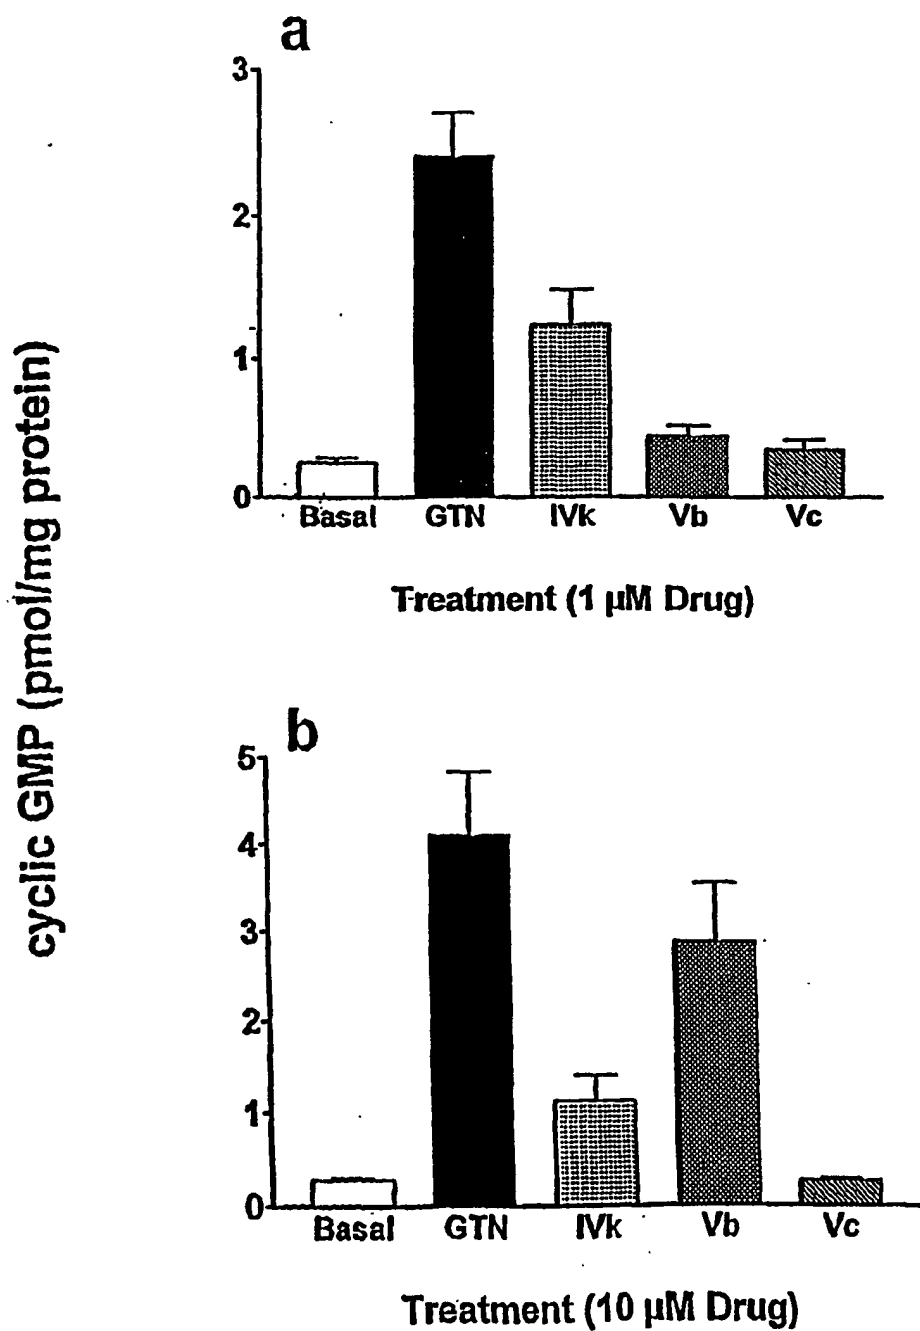 a
3
2
1
0
Basal GTN IVk Vb Vc
Treatment (1 µM Drug)
cyclic GMP (pmol/mg protein)
b
5
4
3
2
1
0
Basal GTN IVk Vb Vc
Treatment (10 µM Drug)